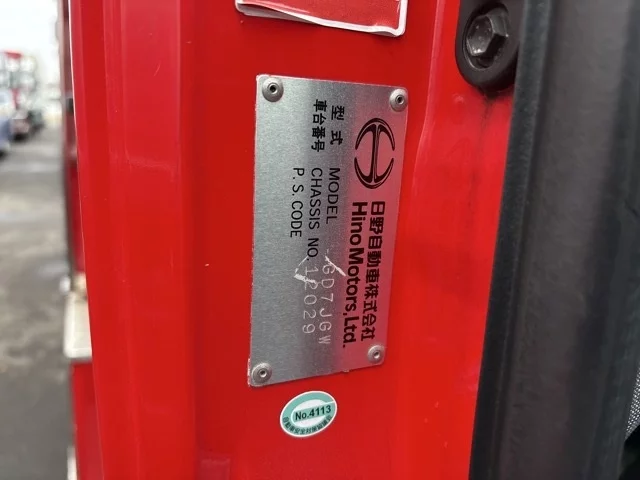 日野自動車株式会社
Hino Motors, Ltd.
型式 MODEL GD7JGW
車台番号 CHASSIS NO. 12029
P.S.CODE
No.4113